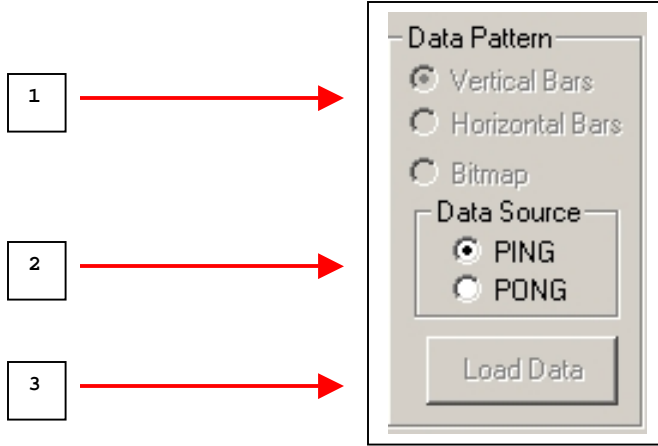 Data Pattern
1
Vertical Bars
Horizontal Bars
Bitmap
Data Source
2
PING
PONG
3
Load Data